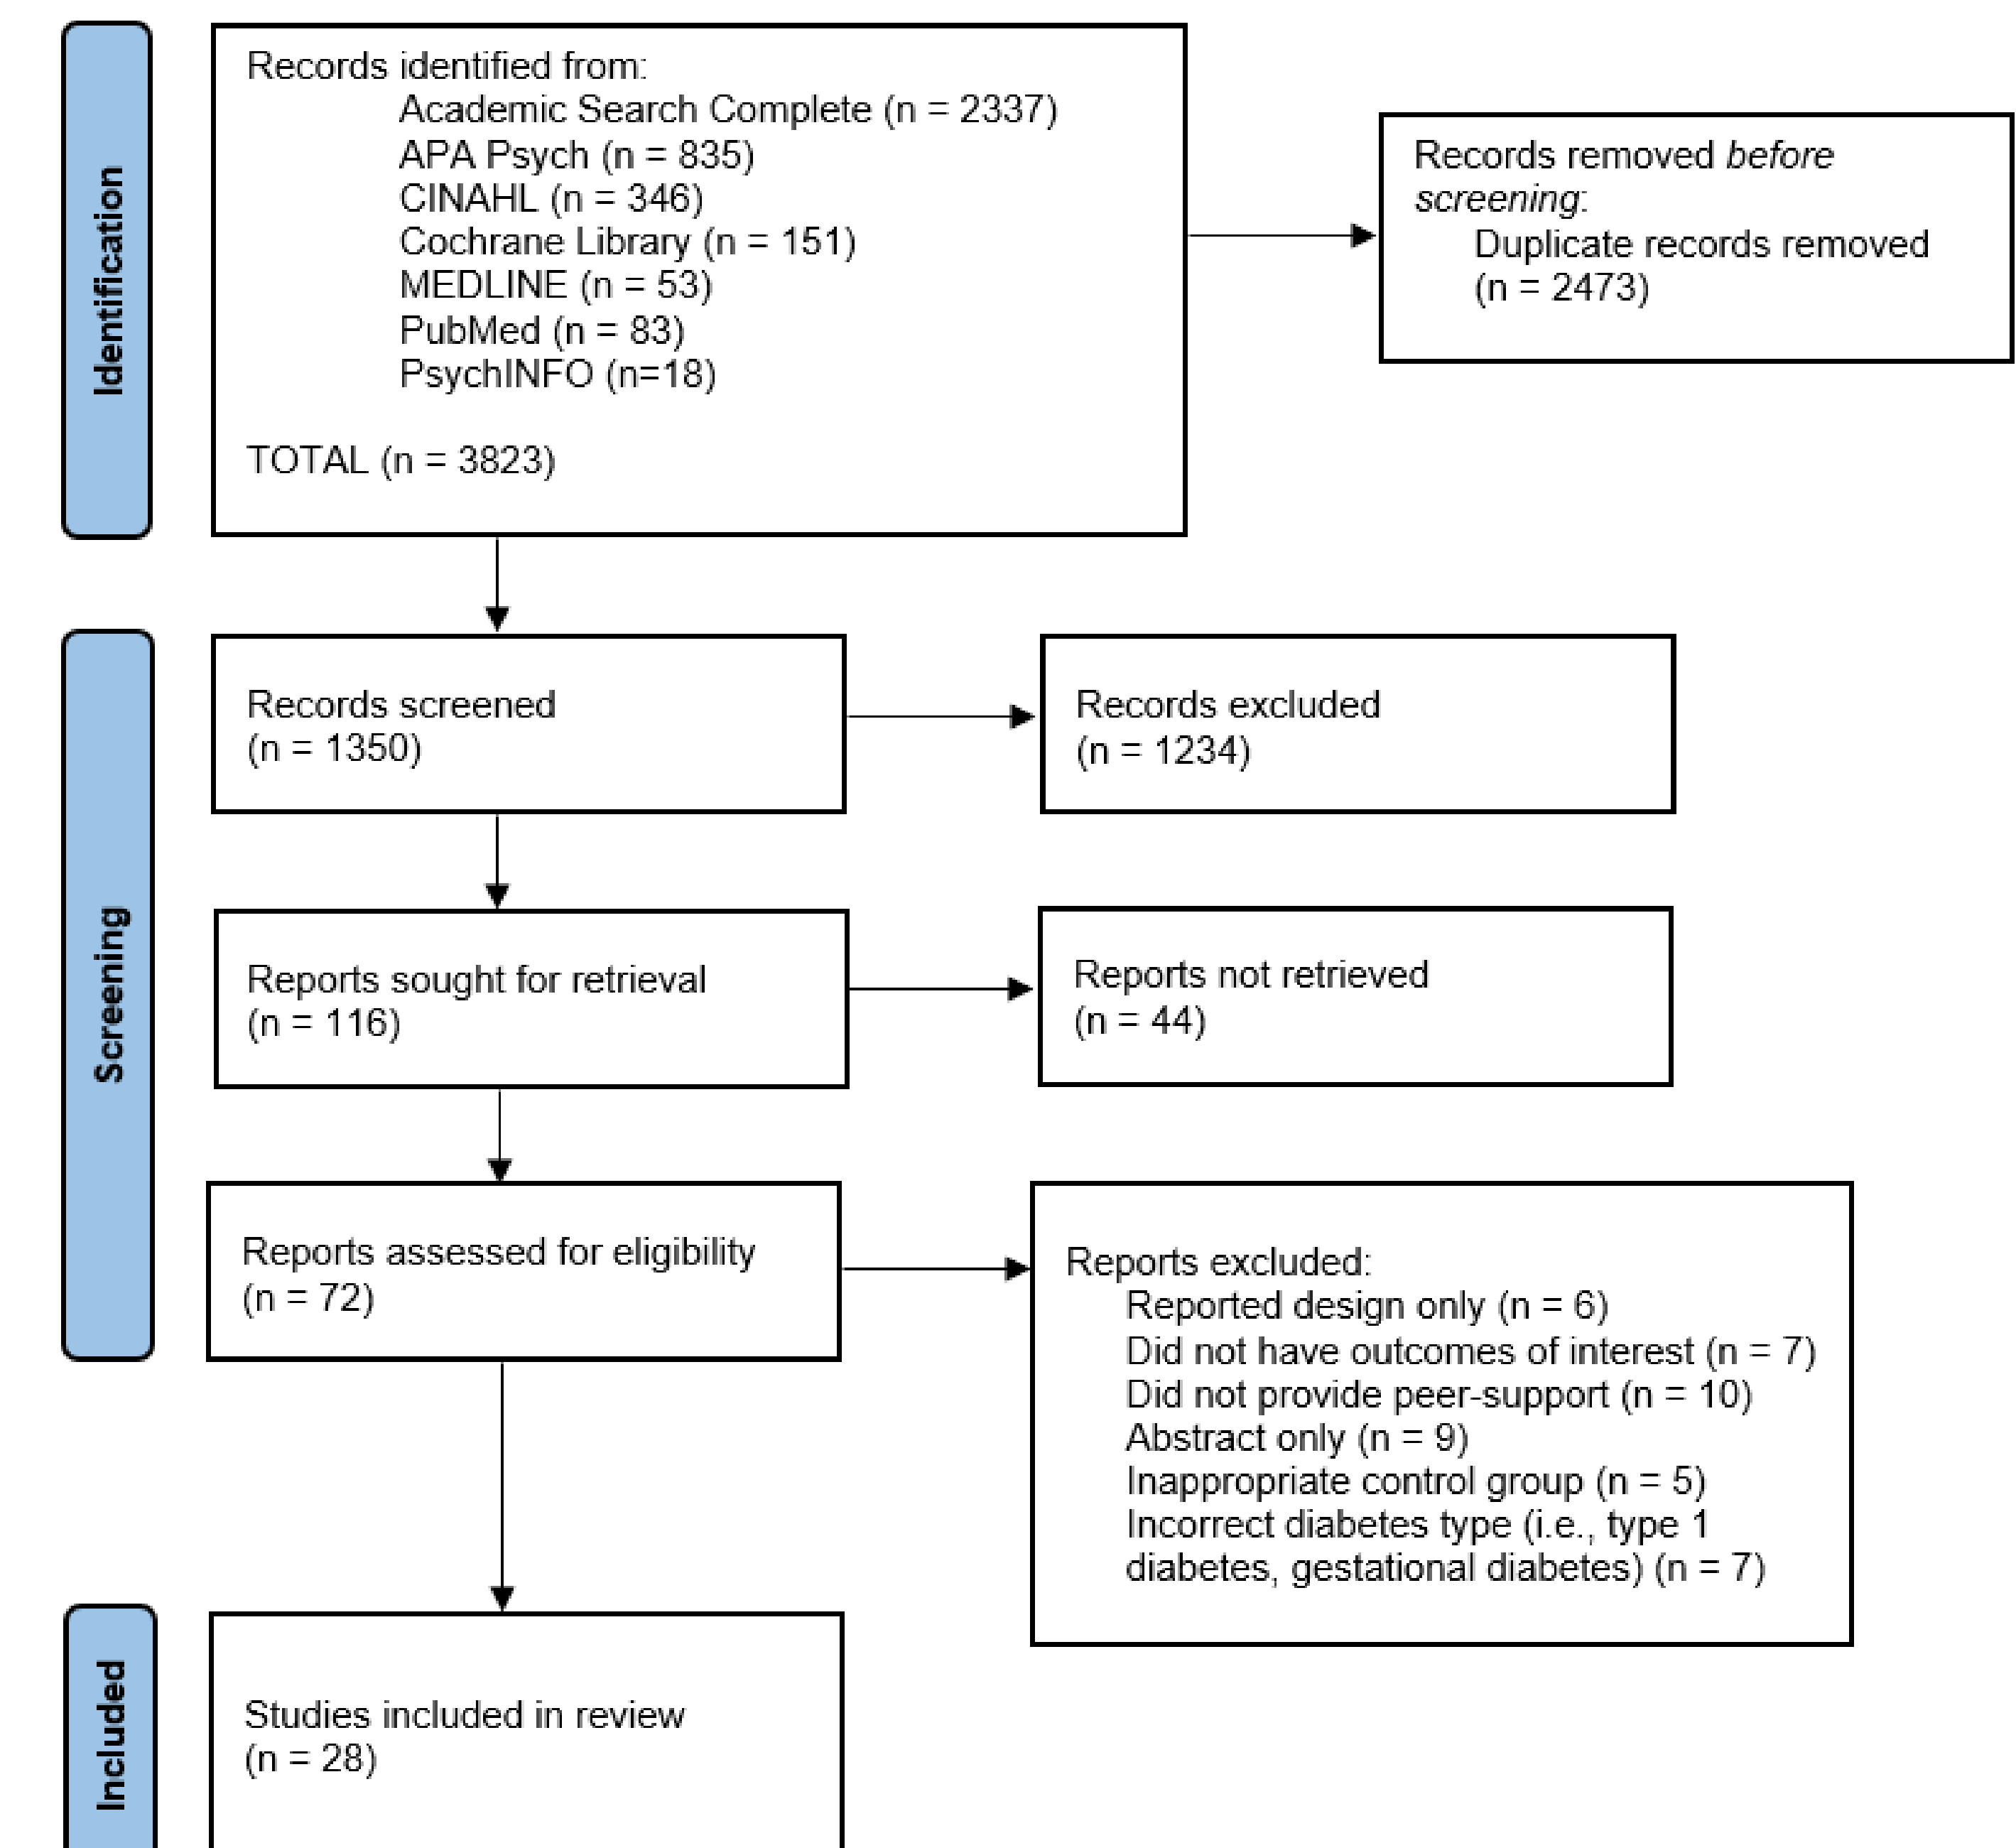 Identification
Records identified from:
Academic Search Complete (n = 2337)
APA Psych (n = 835)
CINAHL (n = 346)
Cochrane Library (n = 151)
MEDLINE (n = 53)
PubMed (n = 83)
PsychINFO (n=18)
TOTAL (n = 3823)
Records removed before
screening:
Duplicate records removed
(n = 2473)
Screening
Records screened
(n = 1350)
Records excluded
(n = 1234)
Reports sought for retrieval
(n = 116)
Reports not retrieved
(n = 44)
Reports assessed for eligibility
(n = 72)
Reports excluded:
Reported design only (n = 6)
Did not have outcomes of interest (n = 7)
Did not provide peer-support (n = 10)
Abstract only (n = 9)
Inappropriate control group (n = 5)
Incorrect diabetes type (i.e., type 1
diabetes, gestational diabetes) (n = 7)
Included
Studies included in review
(n = 28)